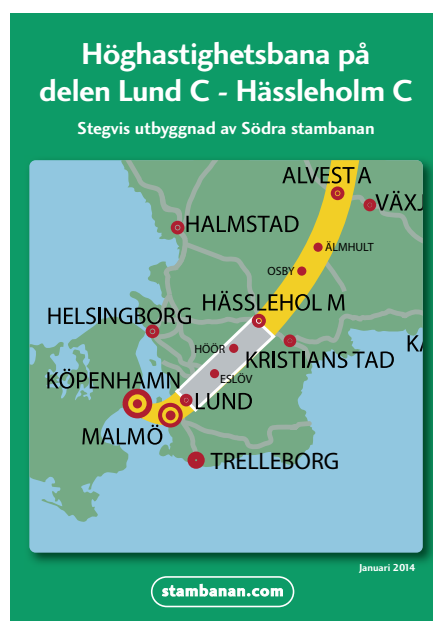 Höghastighetsbana på
delen Lund C - Hässleholm C
Stegvis utbyggnad av Södra stambanan
ALVESTA
VÄXJ
HALMSTAD
ÄLMHULT
OSBY
HÄSSLEHOLM
HELSINGBORG
HÖÖR
KRISTIANSTAD
KA
ESLÖV
KÖPENHAMN
LUND
MALMÖ
TRELLEBORG
Januari 2014
stambanan.com